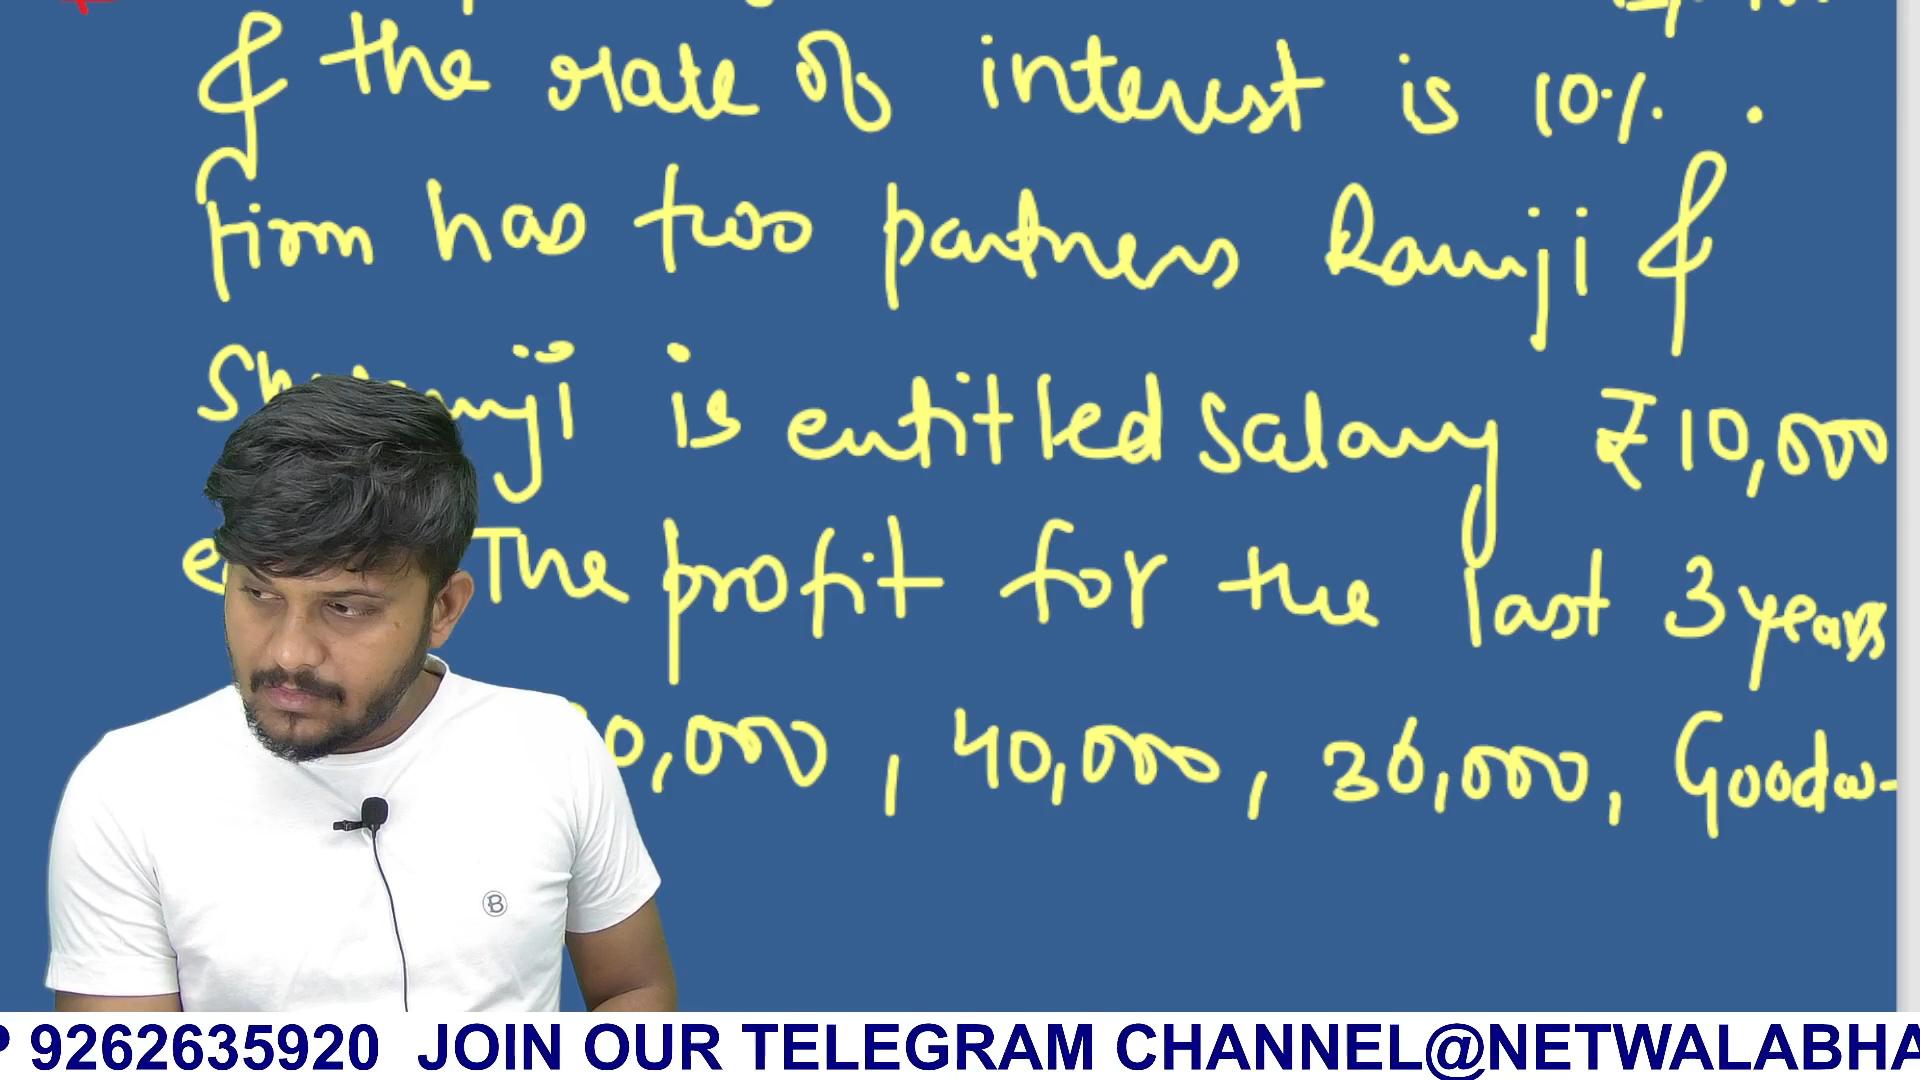 & the rate of interest is 10%.
Firm has two partners Ramji &
is entitled salary ₹10,000
The profit for the last 3 years
0,000, 40,000, 36,000, Goodw-
B
P 9262635920 JOIN OUR TELEGRAM CHANNEL@NETWALABHA